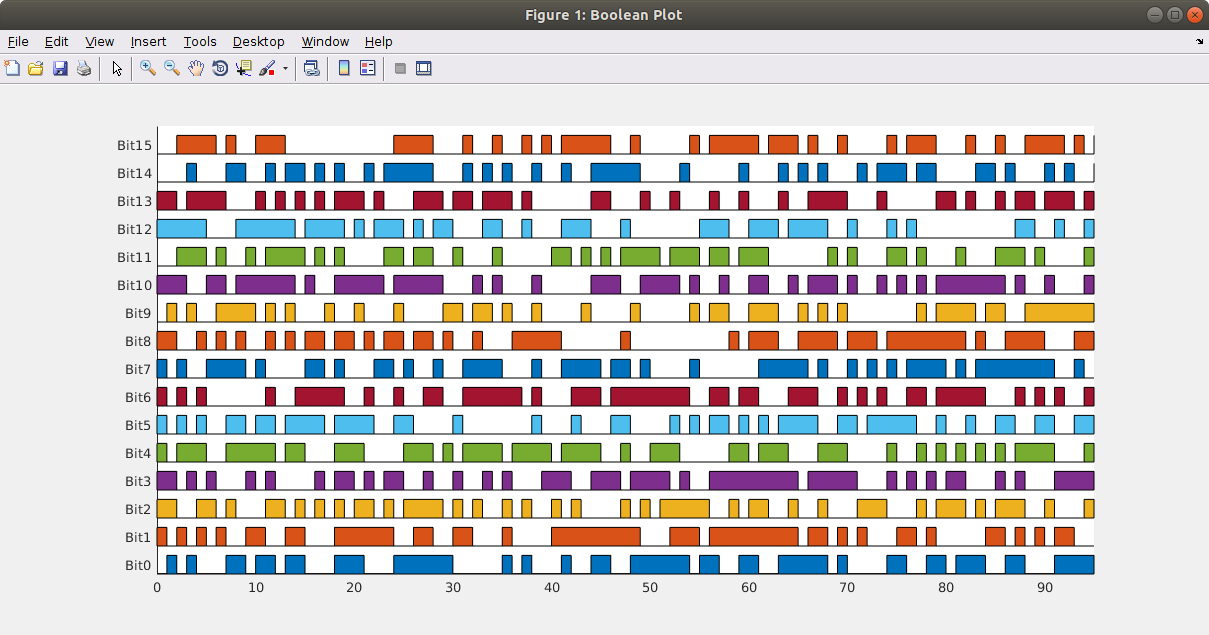 Figure 1: Boolean Plot
File Edit View Insert Tools Desktop Window Help
Bit15
Bit14
Bit13
Bit12
Bit11
Bit10
Bit9
Bit8
Bit7
Bit6
Bit5
Bit4
Bit3
Bit2
Bit1
Bit0
0 10 20 30 40 50 60 70 80 90